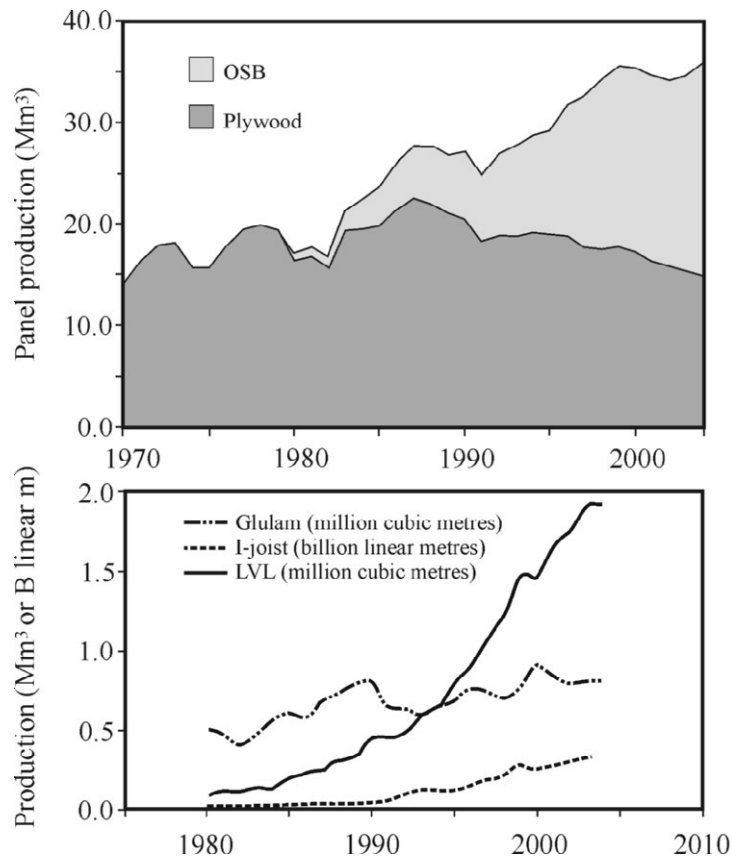 40.0
30.0
20.0
10.0
0.0
Panel production (Mm³)
OSB
Plywood
1970 1980 1990 2000
2.0
1.5
1.0
0.5
0.0
Production (Mm³ or B linear m)
Glulam (million cubic metres)
I-joist (billion linear metres)
LVL (million cubic metres)
1980 1990 2000 2010